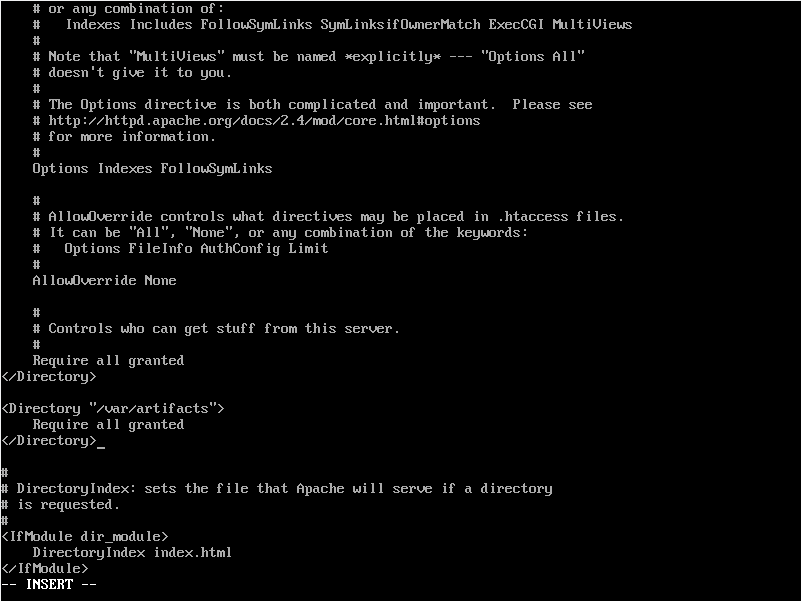 # or any combination of:
    #   Indexes Includes FollowSymLinks SymLinksifOwnerMatch ExecCGI MultiViews
    #
    # Note that "MultiViews" must be named *explicitly* --- "Options All"
    # doesn't give it to you.
    #
    # The Options directive is both complicated and important.  Please see
    # http://httpd.apache.org/docs/2.4/mod/core.html#options
    # for more information.
    #
    Options Indexes FollowSymLinks

    #
    # AllowOverride controls what directives may be placed in .htaccess files.
    # It can be "All", "None", or any combination of the keywords:
    #   Options FileInfo AuthConfig Limit
    #
    AllowOverride None

    #
    # Controls who can get stuff from this server.
    #
    Require all granted
</Directory>

<Directory "/var/artifacts">
    Require all granted
</Directory>_

#
# DirectoryIndex: sets the file that Apache will serve if a directory
# is requested.
#
<IfModule dir_module>
    DirectoryIndex index.html
</IfModule>
-- INSERT --